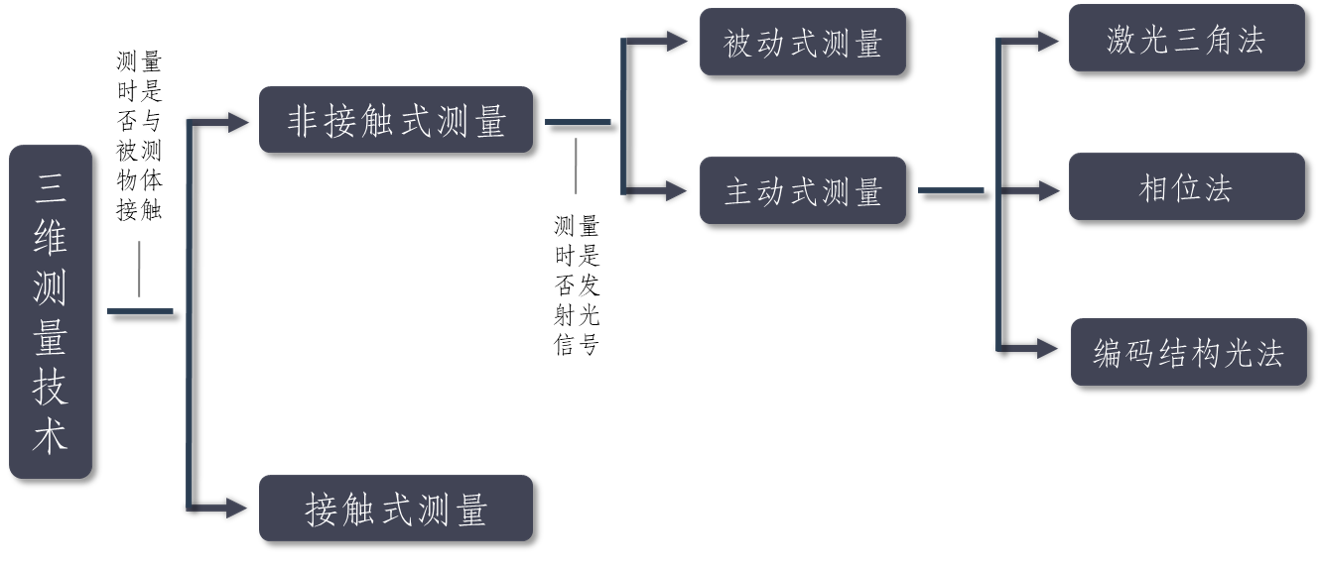 三维测量技术
测量
时是
否与
被测
物体
接触
非接触式测量
接触式测量
测量
时是
否发
射光
信号
被动式测量
主动式测量
激光三角法
相位法
编码结构光法